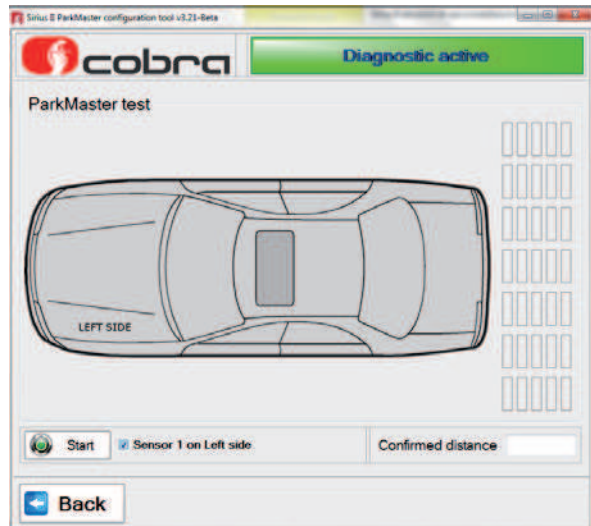 Sirius II ParkMaster configuration tool v3.21-Beta
cobra
Diagnostic active
ParkMaster test
LEFT SIDE
Start
Sensor 1 on Left side
Confirmed distance
Back